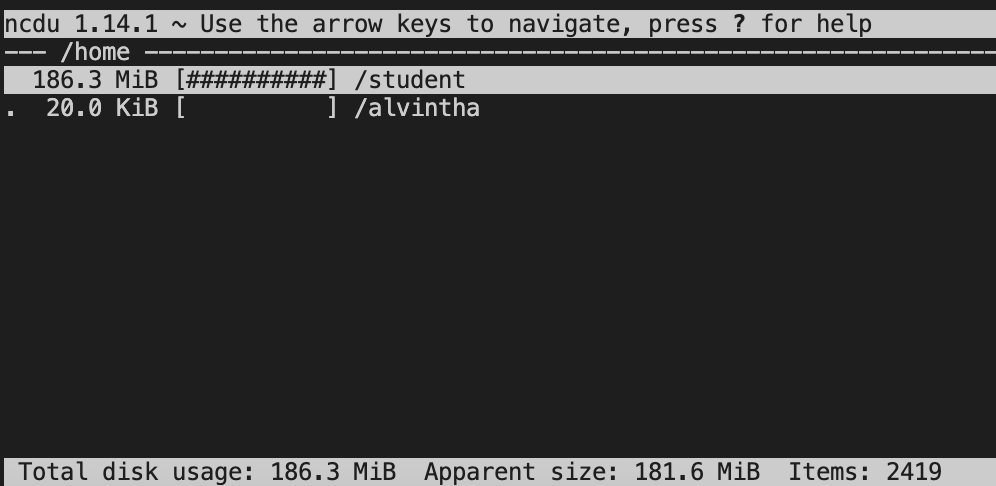 ncdu 1.14.1 ~ Use the arrow keys to navigate, press ? for help
--- /home -------------------------------------------------------------
  186.3 MiB [##########] /student
.  20.0 KiB [          ] /alvintha
 Total disk usage: 186.3 MiB  Apparent size: 181.6 MiB  Items: 2419